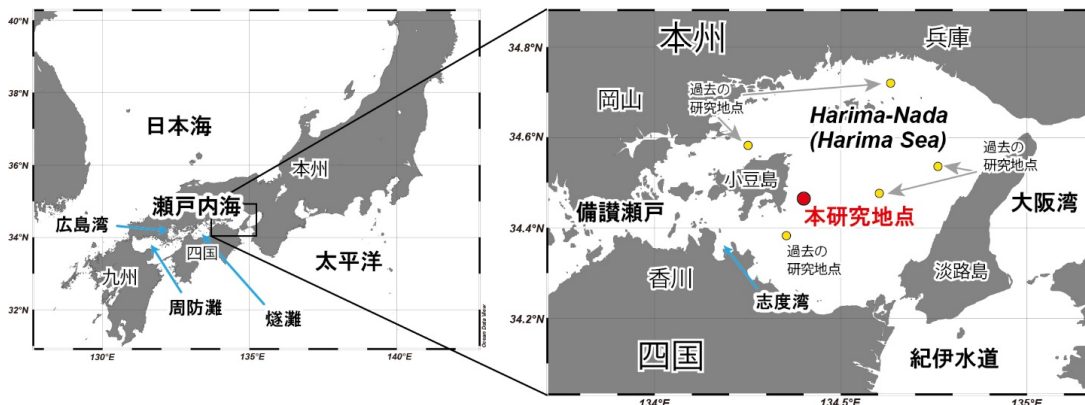 40°N
38°N
36°N
34°N
32°N
130°E
135°E
140°E
日本海
本州
瀬戸内海
広島湾
四国
九州
太平洋
周防灘
燧灘
Ocean Data View
34.8°N
34.6°N
34.4°N
34.2°N
134°E
134.5°E
135°E
本州
兵庫
岡山
過去の
研究地点
Harima-Nada
(Harima Sea)
過去の
研究地点
小豆島
備讃瀬戸
本研究地点
大阪湾
過去の
研究地点
香川
淡路島
志度湾
四国
紀伊水道